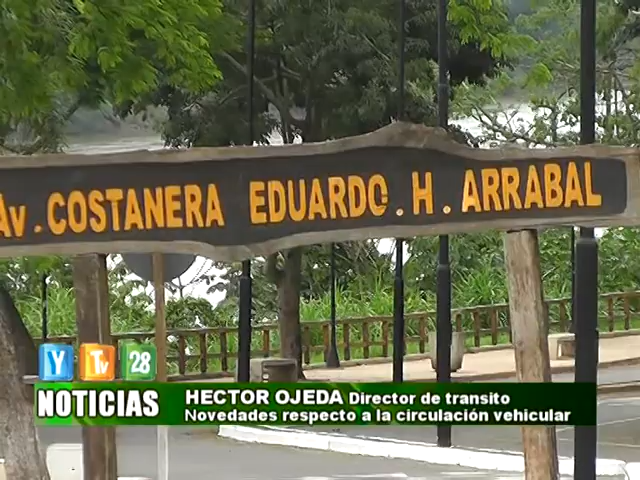 Av. COSTANERA EDUARDO. H. ARRABAL
Y Tv 28
NOTICIAS
HECTOR OJEDA Director de transito
Novedades respecto a la circulación vehicular